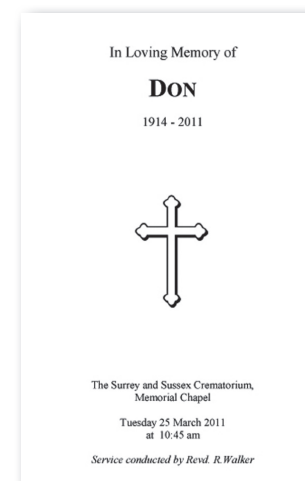 In Loving Memory of
DON
1914 - 2011
The Surrey and Sussex Crematorium,
Memorial Chapel
Tuesday 25 March 2011
at 10:45 am
Service conducted by Revd. R.Walker